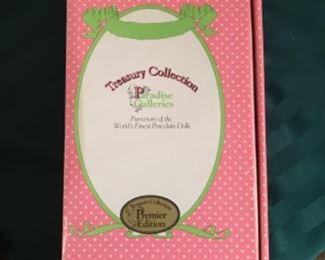 Treasury Collection
Paradise
Galleries
Purveyors of the
World's Finest Porcelain Dolls
Treasury Collection
Premier
Edition